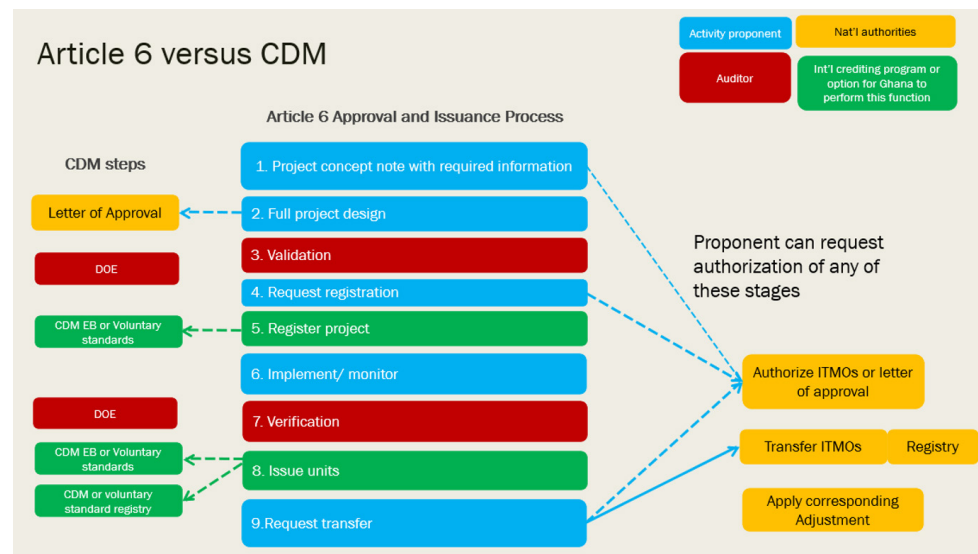 Article 6 versus CDM
Activity proponent
Nat'l authorities
Auditor
Int'l crediting program or
option for Ghana to
perform this function
Article 6 Approval and Issuance Process
CDM steps
1. Project concept note with required information
Letter of Approval
2. Full project design
3. Validation
DOE
4. Request registration
CDM EB or Voluntary
standards
5. Register project
6. Implement/ monitor
DOE
7. Verification
CDM EB or Voluntary
standards
8. Issue units
CDM or voluntary
standard registry
9.Request transfer
Proponent can request
authorization of any of
these stages
Authorize ITMOs or letter
of approval
Transfer ITMOs
Registry
Apply corresponding
Adjustment